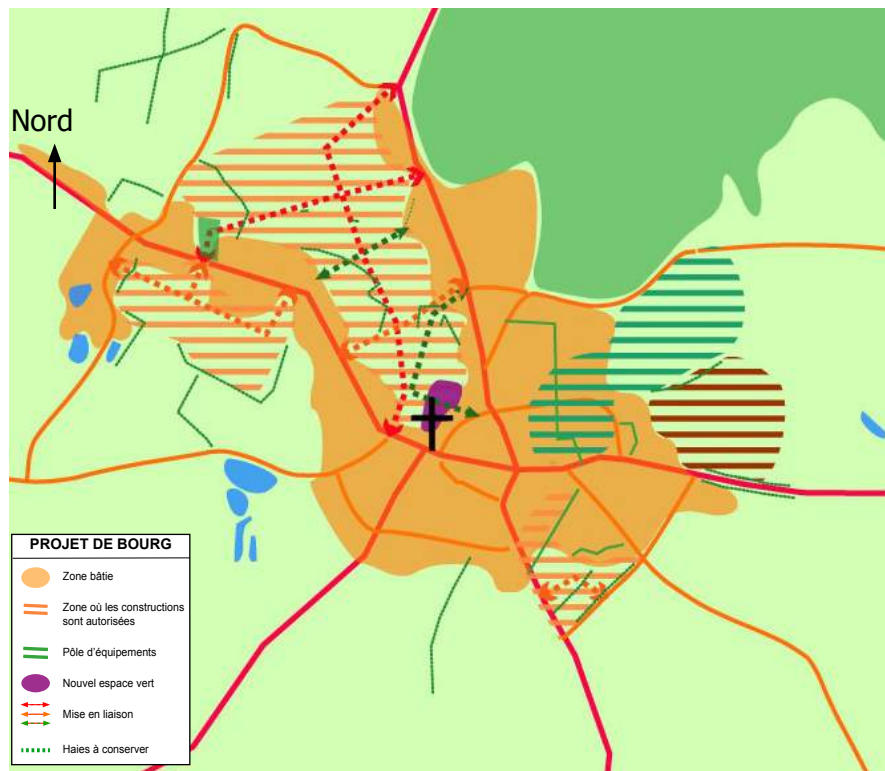 Nord
PROJET DE BOURG
Zone bâtie
Zone où les constructions
sont autorisées
Pôle d'équipements
Nouvel espace vert
Mise en liaison
Haies à conserver